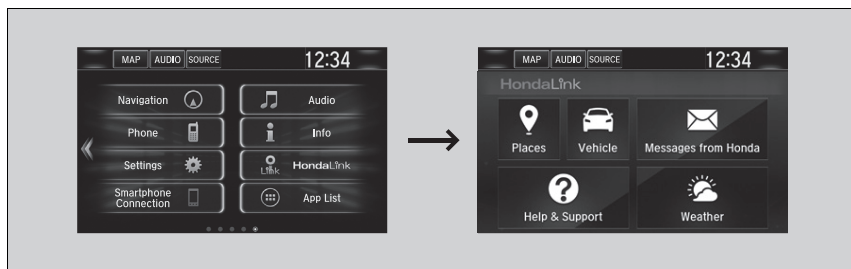 MAP AUDIO SOURCE 12:34
Navigation
Audio
Phone
Info
Settings
Link HondaLink
Smartphone
Connection
App List
MAP AUDIO SOURCE 12:34
HondaLink
Places
Vehicle
Messages from Honda
Help & Support
Weather